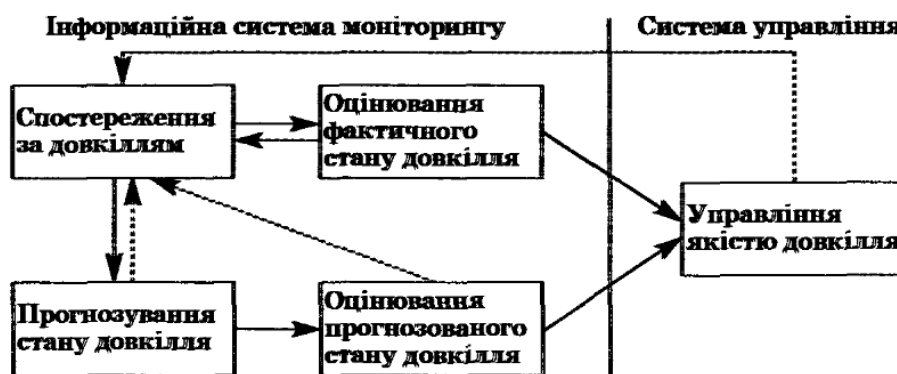 Інформаційна система моніторингу
Система управління
Спостереження
за довкіллям
Оцінювання
фактичного
стану довкілля
Управління
якістю довкілля
Прогнозування
стану довкілля
Оцінювання
прогнозованого
стану довкілля